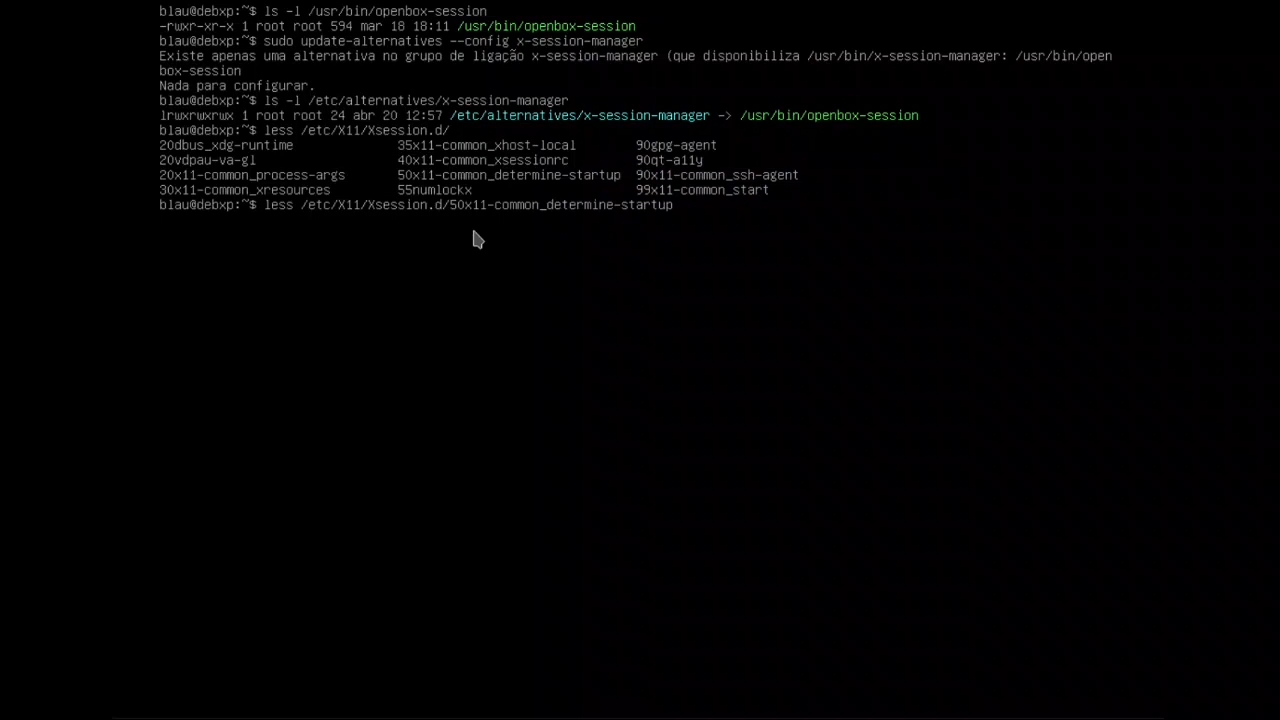 blau@debxp:~$ ls -l /usr/bin/openbox-session
-rwxr-xr-x 1 root root 594 mar 18 18:11 /usr/bin/openbox-session
blau@debxp:~$ sudo update-alternatives --config x-session-manager
Existe apenas uma alternativa no grupo de ligação x-session-manager (que disponibiliza /usr/bin/x-session-manager: /usr/bin/open
box-session
Nada para configurar.
blau@debxp:~$ ls -l /etc/alternatives/x-session-manager
lrwxrwxrwx 1 root root 24 abr 20 12:57 /etc/alternatives/x-session-manager -> /usr/bin/openbox-session
blau@debxp:~$ less /etc/X11/Xsession.d/
20dbus_xdg-runtime 35x11-common_xhost-local 90gpg-agent
20vdpau-va-gl 40x11-common_xsessionrc 90qt-a11y
20x11-common_process-args 50x11-common_determine-startup 90x11-common_ssh-agent
30x11-common_xresources 55numlockx 99x11-common_start
blau@debxp:~$ less /etc/X11/Xsession.d/50x11-common_determine-startup